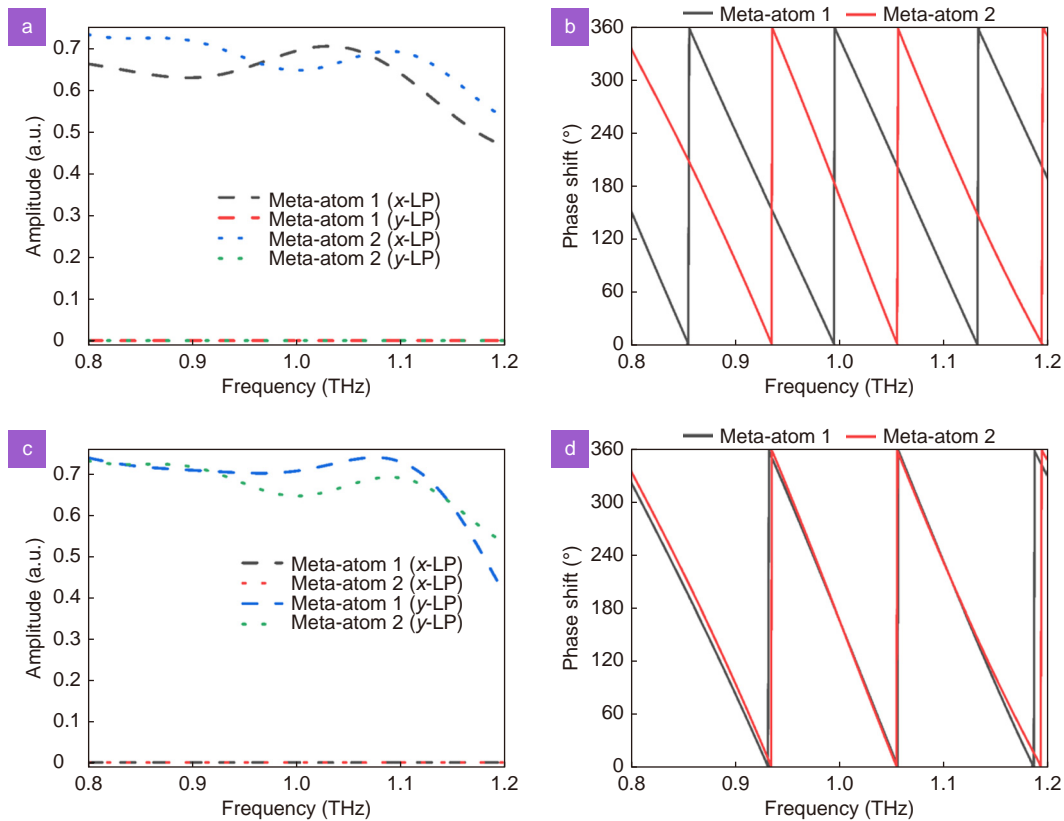 a
0.7
0.6
0.5
0.4
0.3
0.2
0.1
0
Amplitude (a.u.)
Meta-atom 1 (x-LP)
Meta-atom 1 (y-LP)
Meta-atom 2 (x-LP)
Meta-atom 2 (y-LP)
0.8 0.9 1.0 1.1 1.2
Frequency (THz)
b
Meta-atom 1 Meta-atom 2
360
300
240
180
120
60
0
Phase shift (°)
0.8 0.9 1.0 1.1 1.2
Frequency (THz)
c
0.7
0.6
0.5
0.4
0.3
0.2
0.1
0
Amplitude (a.u.)
Meta-atom 1 (x-LP)
Meta-atom 2 (x-LP)
Meta-atom 1 (y-LP)
Meta-atom 2 (y-LP)
0.8 0.9 1.0 1.1 1.2
Frequency (THz)
d
Meta-atom 1 Meta-atom 2
360
300
240
180
120
60
0
Phase shift (°)
0.8 0.9 1.0 1.1 1.2
Frequency (THz)